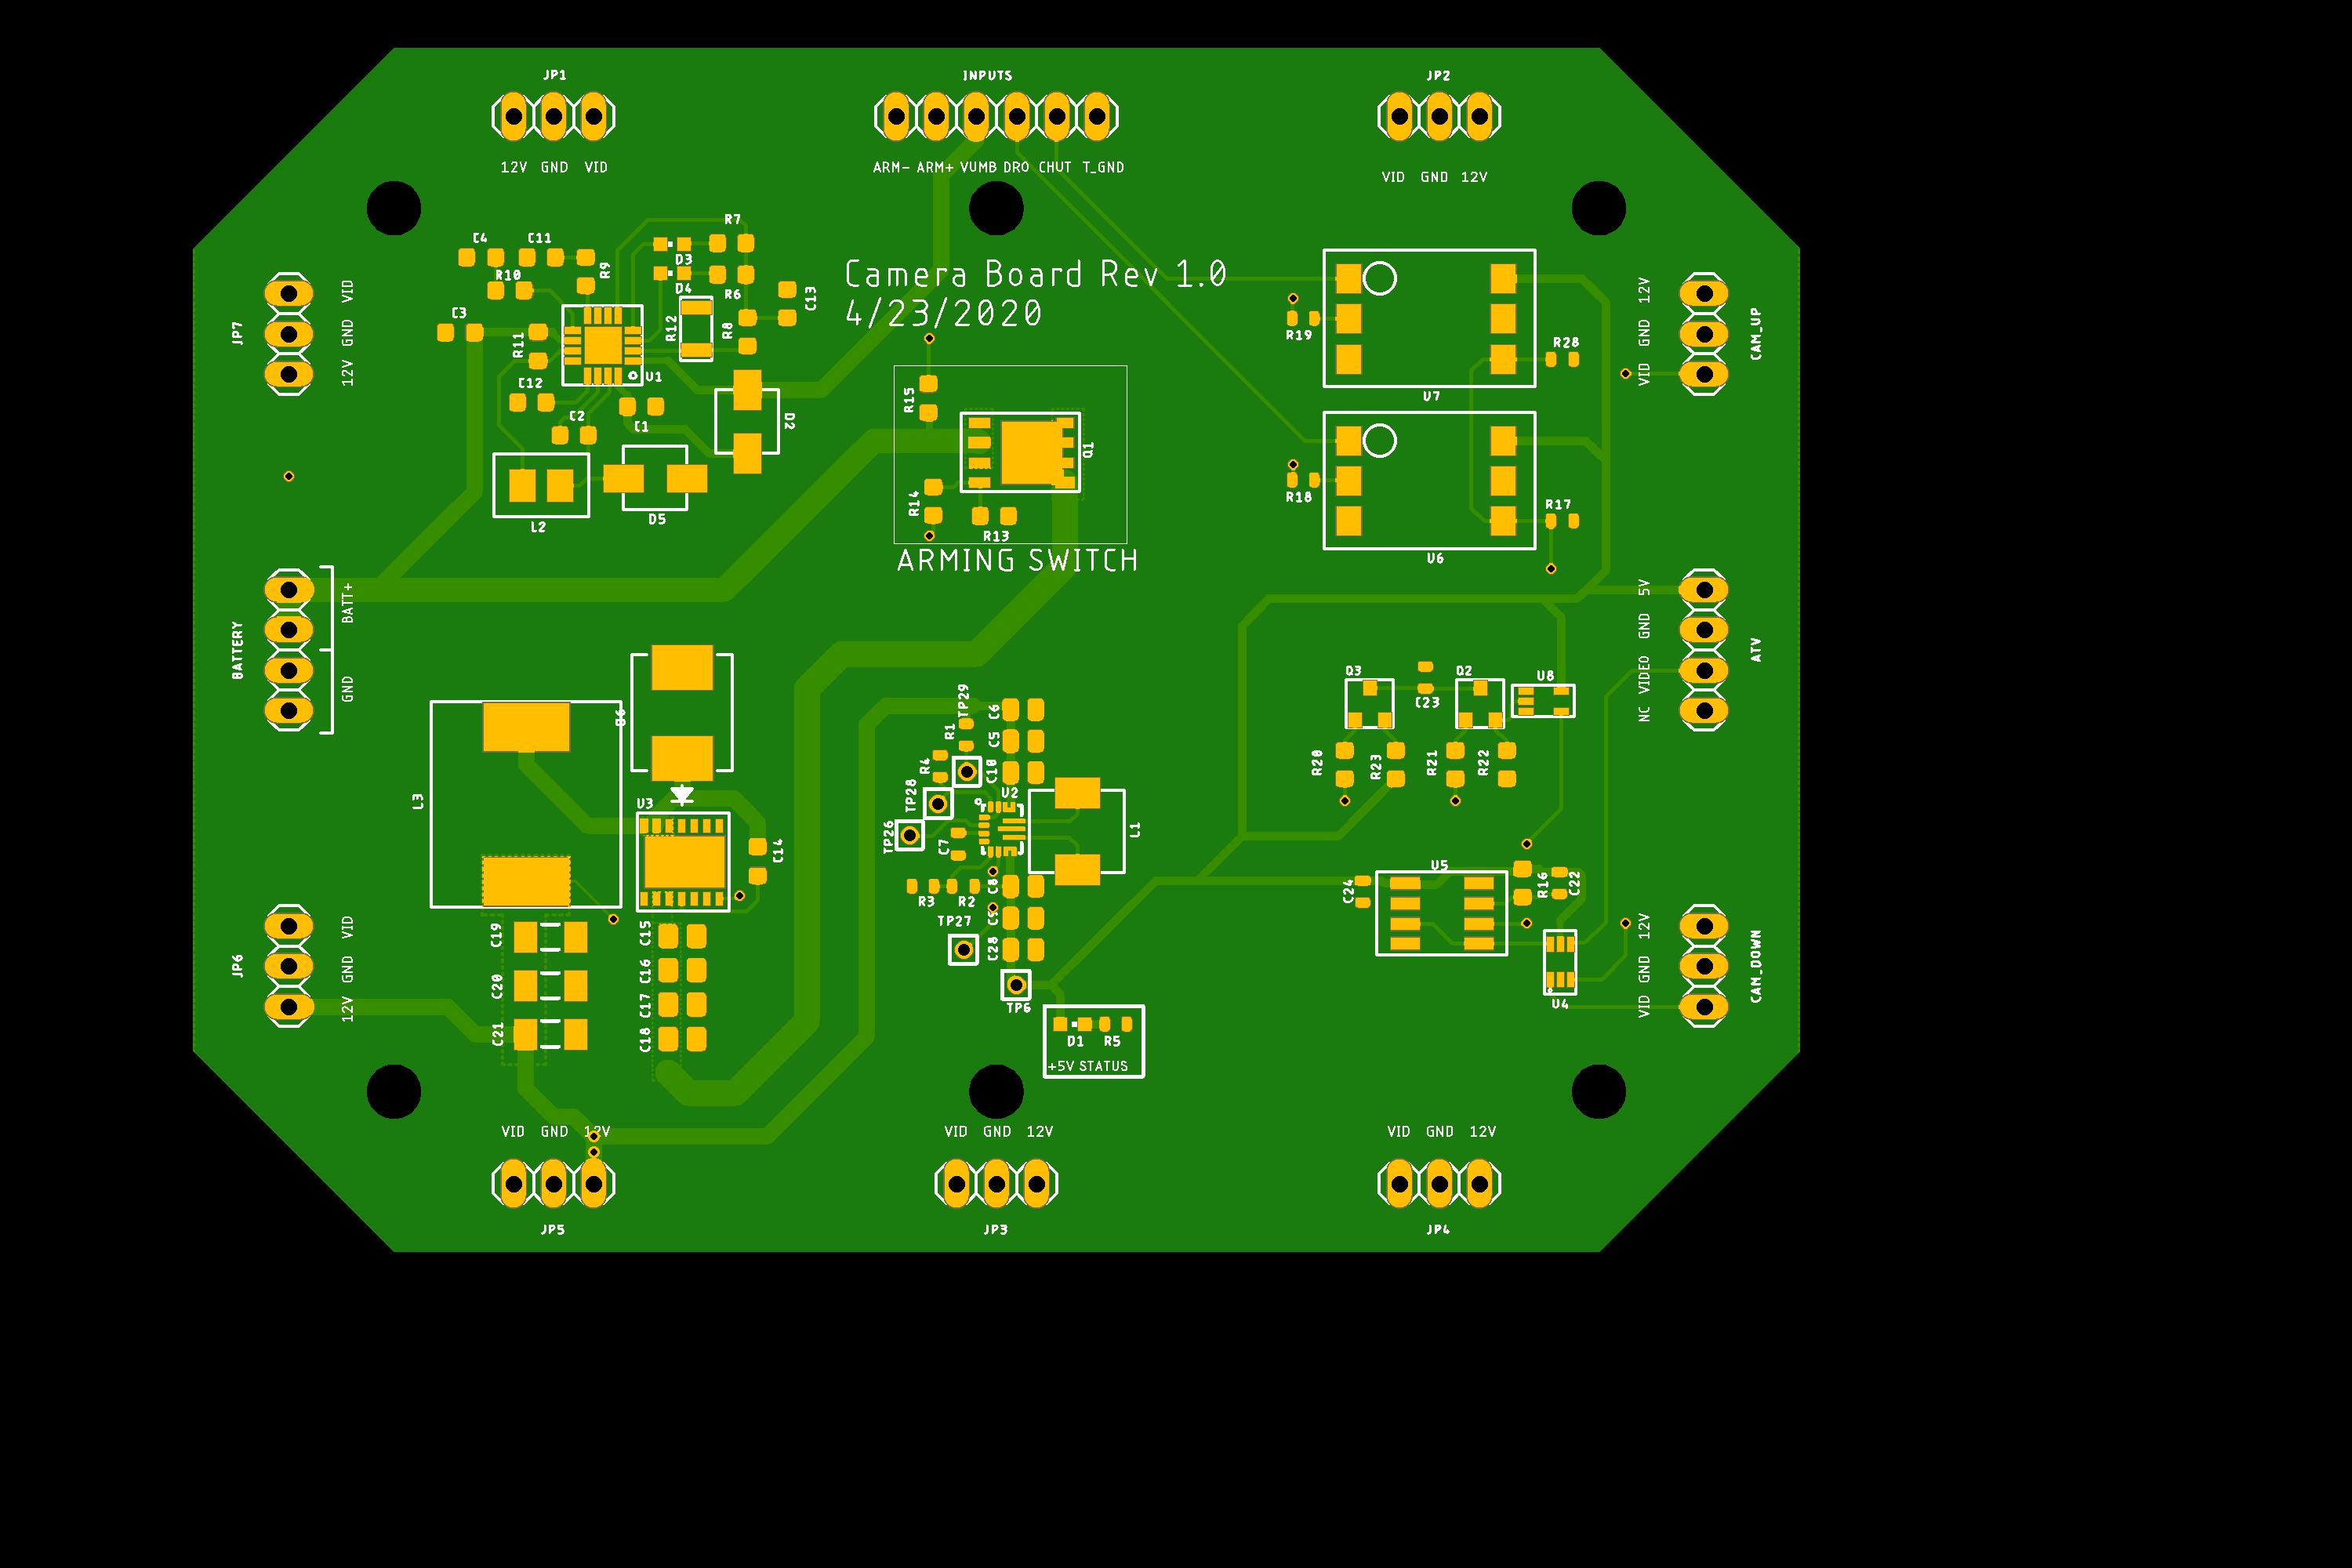 JP1 INPUTS JP2
12V GND VID ARM- ARM+ VUMB DRO CHUT T_GND VID GND 12V
R7
C4 C11 D3
R10 R9 D4 R6 C13
Camera Board Rev 1.0
4/23/2020
JP7 VID GND 12V
C3 R11 R12 R8 U1
C12 C2 C1 D2
L2 D5
R15 Q1 R14 R13
ARMING SWITCH
R19 R28 U7
R18 R17 U6
12V GND VID CAM_UP
BATTERY BATT+ GND
5V GND VIDEO NC ATV
L3 U3 C14
TP29 C6 R1 C5 R4 C10 TP28 U2 TP26 C7 L1
R3 R2 C9 TP27 C28
Q3 Q2 U8 C23
R20 R23 R21 R22
U5 C24 R16 C22 U4
JP6 VID GND 12V
C19 C20 C21
C15 C16 C17 C18
TP6
D1 R5
+5V STATUS
12V GND VID CAM_DOWN
VID GND 12V VID GND 12V VID GND 12V
JP5 JP3 JP4